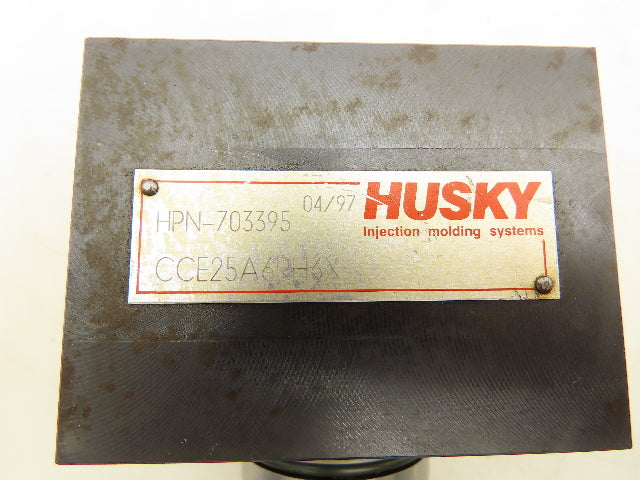 HPN-703395 04/97 HUSKY
Injection molding systems